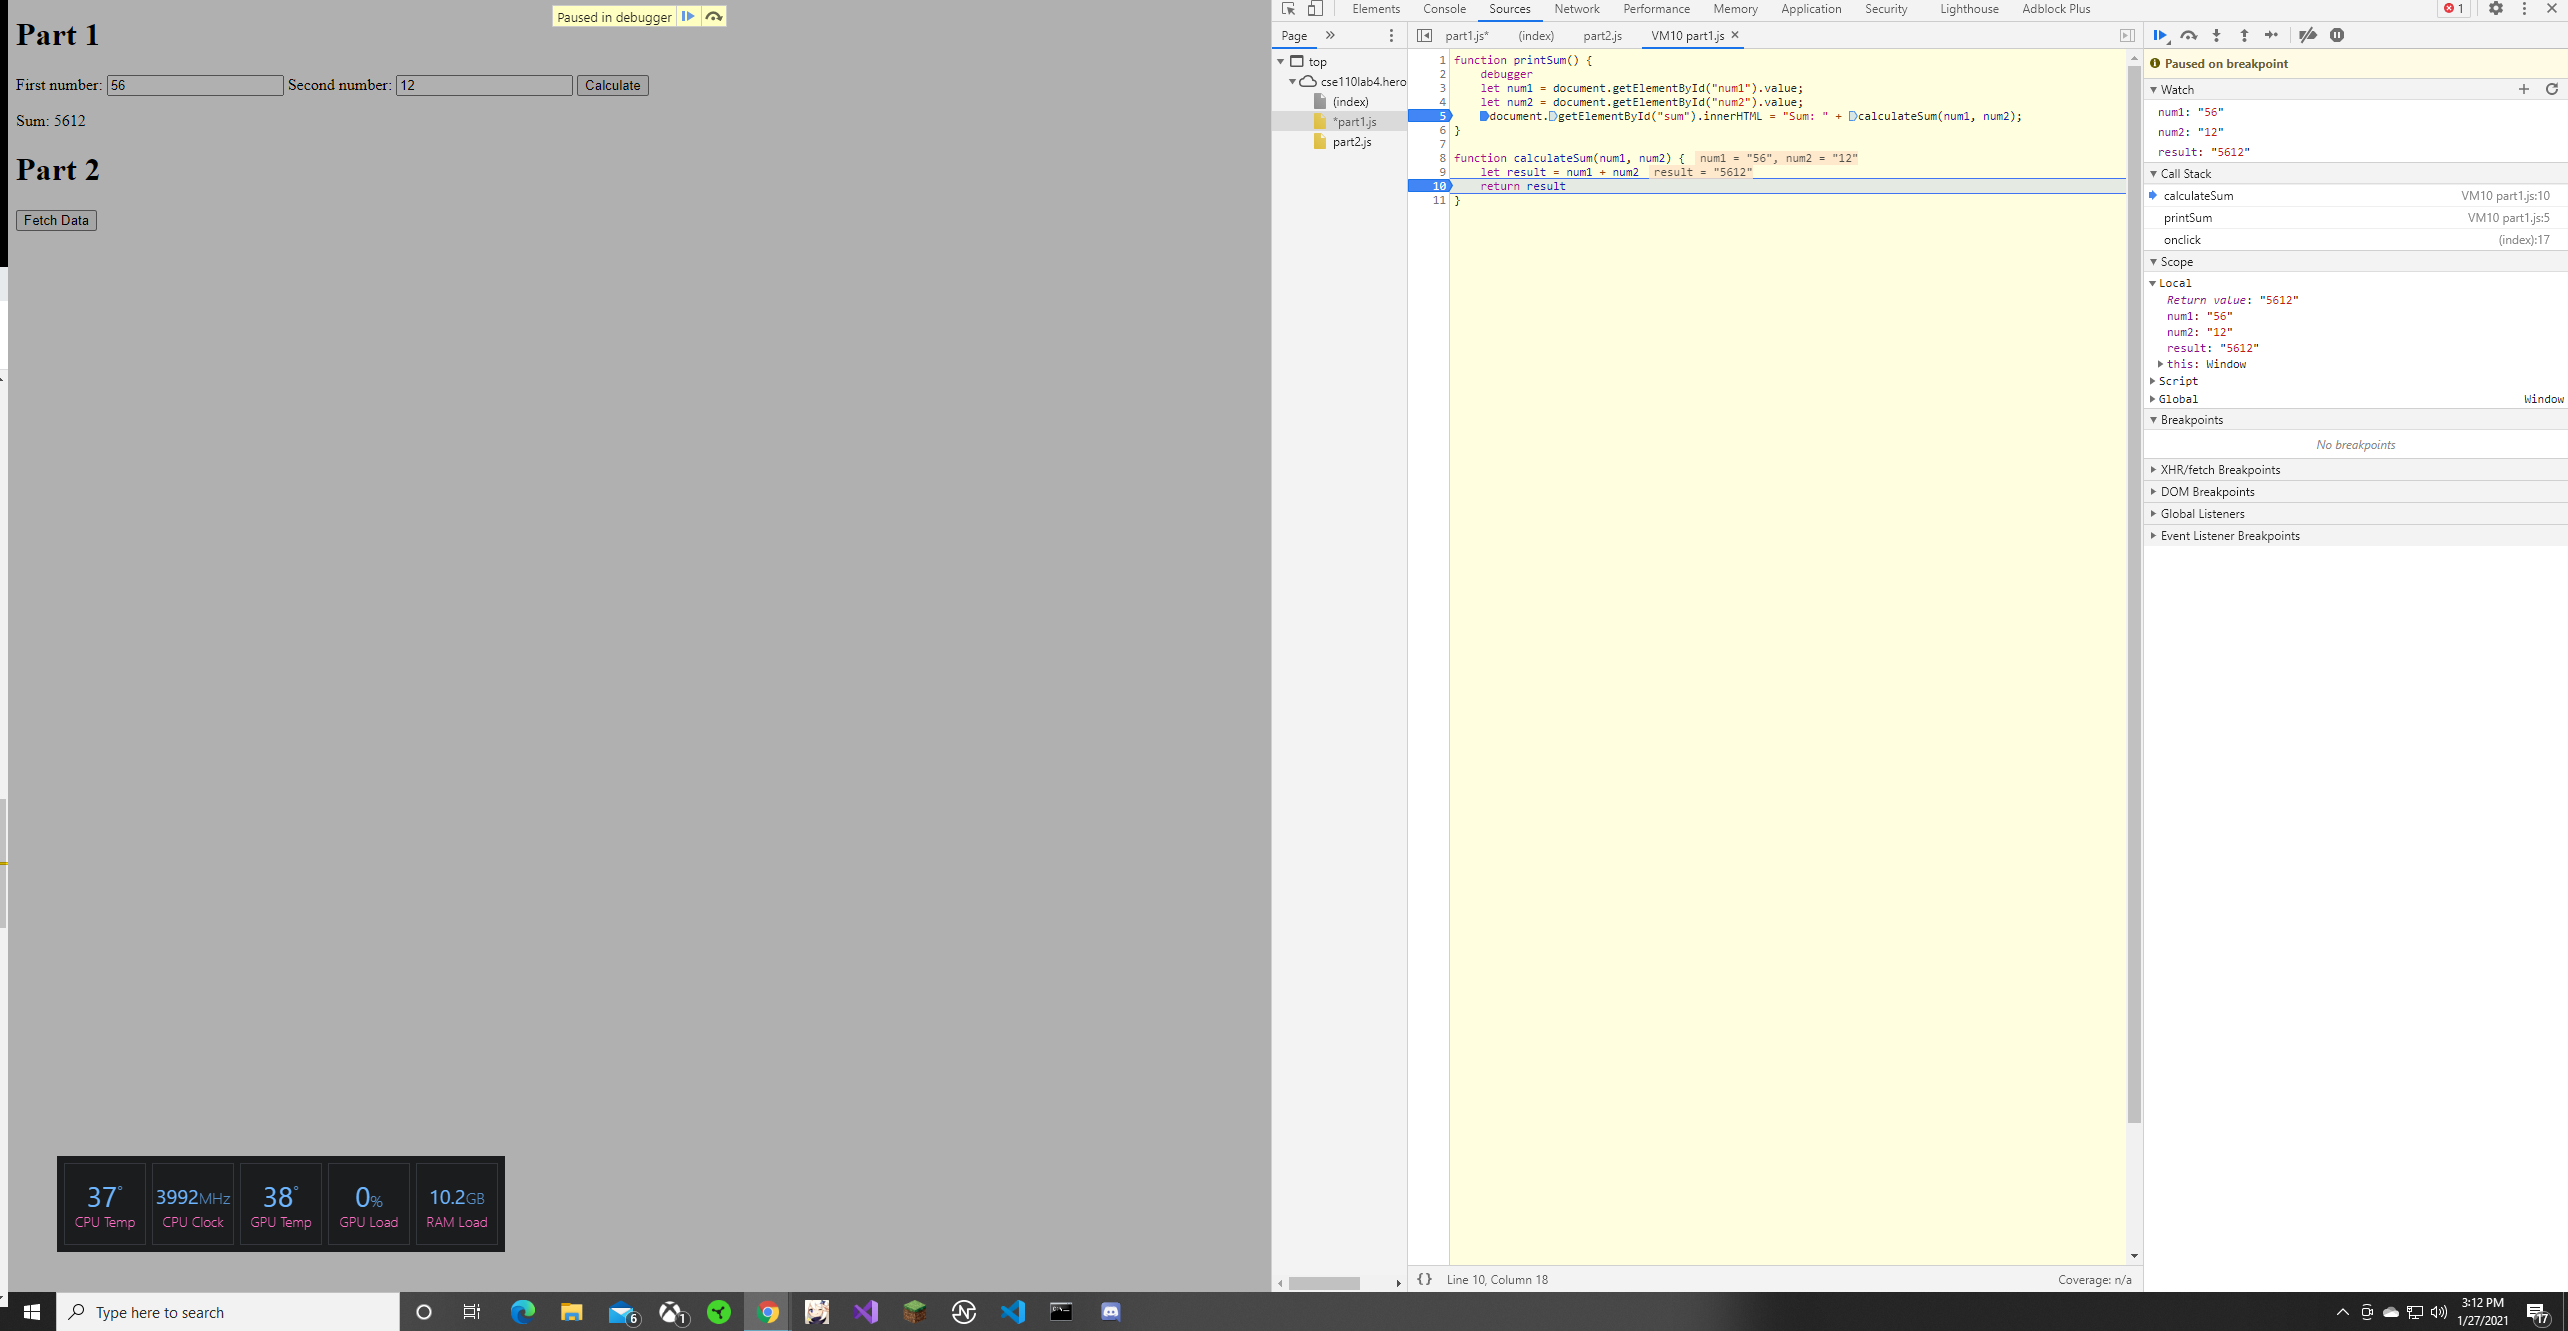 Paused in debugger
Part 1
First number: 56 Second number: 12 Calculate
Sum: 5612
Part 2
Fetch Data
37° CPU Temp
3992MHz CPU Clock
38° GPU Temp
0% GPU Load
10.2GB RAM Load
Elements Console Sources Network Performance Memory Application Security Lighthouse Adblock Plus 1
Page » part1.js* (index) part2.js VM10 part1.js ×
top
cse110lab4.hero
(index)
*part1.js
part2.js
1 function printSum() {
2 debugger
3 let num1 = document.getElementById("num1").value;
4 let num2 = document.getElementById("num2").value;
5 document.getElementById("sum").innerHTML = "Sum: " + calculateSum(num1, num2);
6 }
7
8 function calculateSum(num1, num2) { num1 = "56", num2 = "12"
9 let result = num1 + num2 result = "5612"
10 return result
11 }
{} Line 10, Column 18 Coverage: n/a
Paused on breakpoint
Watch
num1: "56"
num2: "12"
result: "5612"
Call Stack
calculateSum VM10 part1.js:10
printSum VM10 part1.js:5
onclick (index):17
Scope
Local
Return value: "5612"
num1: "56"
num2: "12"
result: "5612"
this: Window
Script
Global Window
Breakpoints
No breakpoints
XHR/fetch Breakpoints
DOM Breakpoints
Global Listeners
Event Listener Breakpoints
Type here to search
6
1
3:12 PM
1/27/2021
17